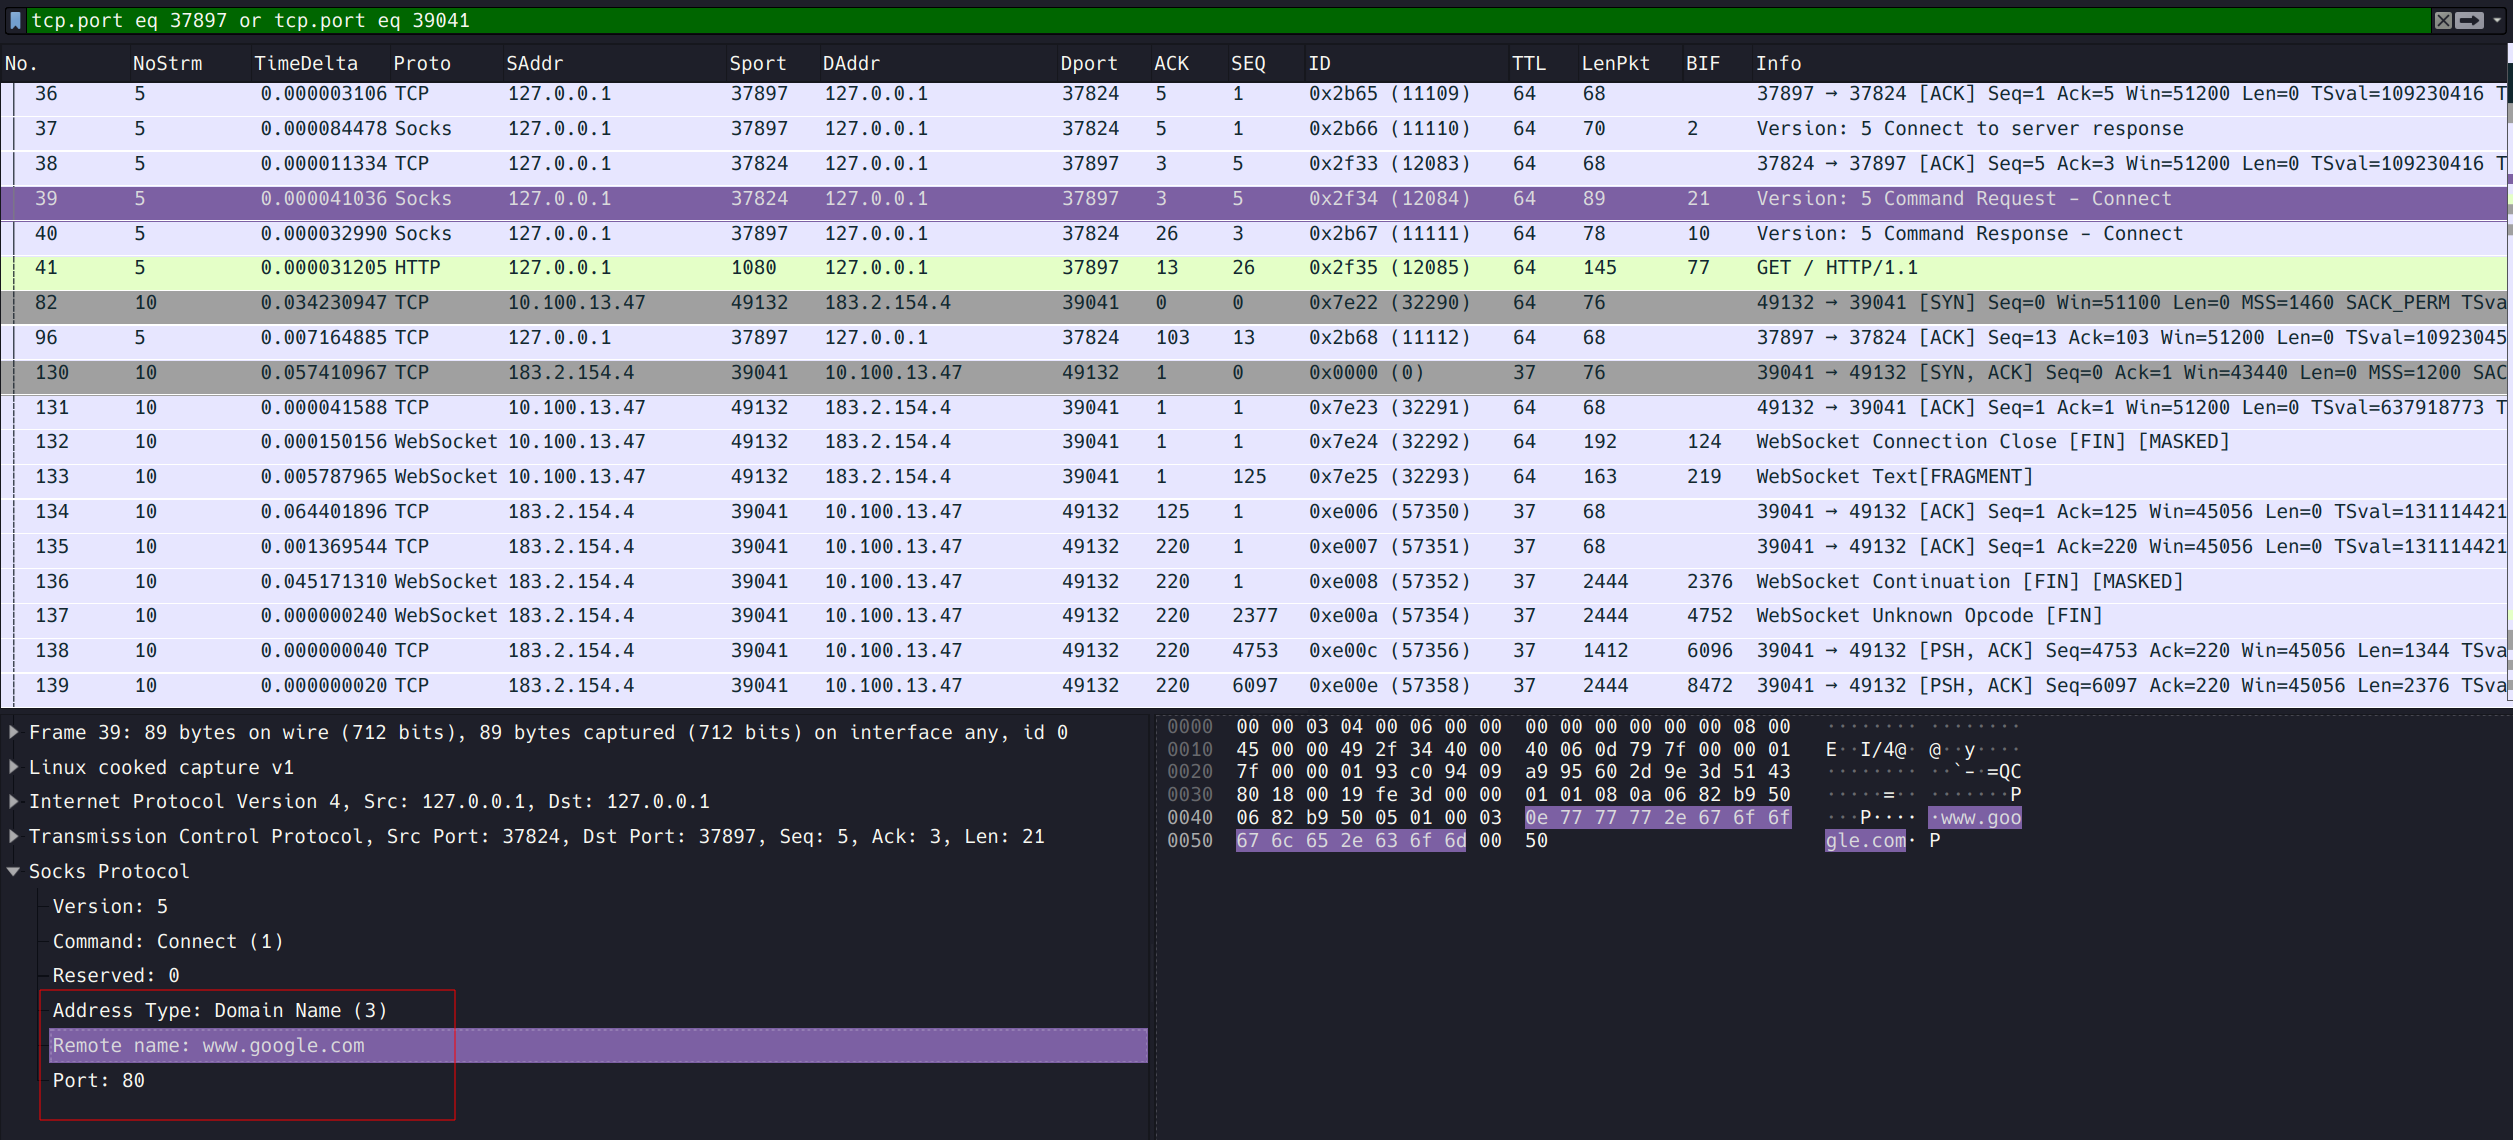 tcp.port eq 37897 or tcp.port eq 39041
No. NoStrm TimeDelta Proto SAddr Sport DAddr Dport ACK SEQ ID TTL LenPkt BIF Info
36 5 0.000003106 TCP 127.0.0.1 37897 127.0.0.1 37824 5 1 0x2b65 (11109) 64 68 37897 → 37824 [ACK] Seq=1 Ack=5 Win=51200 Len=0 TSval=109230416 T
37 5 0.000084478 Socks 127.0.0.1 37897 127.0.0.1 37824 5 1 0x2b66 (11110) 64 70 2 Version: 5 Connect to server response
38 5 0.000011334 TCP 127.0.0.1 37824 127.0.0.1 37897 3 5 0x2f33 (12083) 64 68 37824 → 37897 [ACK] Seq=5 Ack=3 Win=51200 Len=0 TSval=109230416 T
39 5 0.000041036 Socks 127.0.0.1 37824 127.0.0.1 37897 3 5 0x2f34 (12084) 64 89 21 Version: 5 Command Request - Connect
40 5 0.000032990 Socks 127.0.0.1 37897 127.0.0.1 37824 26 3 0x2b67 (11111) 64 78 10 Version: 5 Command Response - Connect
41 5 0.000031205 HTTP 127.0.0.1 1080 127.0.0.1 37897 13 26 0x2f35 (12085) 64 145 77 GET / HTTP/1.1
82 10 0.034230947 TCP 10.100.13.47 49132 183.2.154.4 39041 0 0 0x7e22 (32290) 64 76 49132 → 39041 [SYN] Seq=0 Win=51100 Len=0 MSS=1460 SACK_PERM TSva
96 5 0.007164885 TCP 127.0.0.1 37897 127.0.0.1 37824 103 13 0x2b68 (11112) 64 68 37897 → 37824 [ACK] Seq=13 Ack=103 Win=51200 Len=0 TSval=10923045
130 10 0.057410967 TCP 183.2.154.4 39041 10.100.13.47 49132 1 0 0x0000 (0) 37 76 39041 → 49132 [SYN, ACK] Seq=0 Ack=1 Win=43440 Len=0 MSS=1200 SAC
131 10 0.000041588 TCP 10.100.13.47 49132 183.2.154.4 39041 1 1 0x7e23 (32291) 64 68 49132 → 39041 [ACK] Seq=1 Ack=1 Win=51200 Len=0 TSval=637918773 T
132 10 0.000150156 WebSocket 10.100.13.47 49132 183.2.154.4 39041 1 1 0x7e24 (32292) 64 192 124 WebSocket Connection Close [FIN] [MASKED]
133 10 0.005787965 WebSocket 10.100.13.47 49132 183.2.154.4 39041 1 125 0x7e25 (32293) 64 163 219 WebSocket Text[FRAGMENT]
134 10 0.064401896 TCP 183.2.154.4 39041 10.100.13.47 49132 125 1 0xe006 (57350) 37 68 39041 → 49132 [ACK] Seq=1 Ack=125 Win=45056 Len=0 TSval=131114421
135 10 0.001369544 TCP 183.2.154.4 39041 10.100.13.47 49132 220 1 0xe007 (57351) 37 68 39041 → 49132 [ACK] Seq=1 Ack=220 Win=45056 Len=0 TSval=131114421
136 10 0.045171310 WebSocket 183.2.154.4 39041 10.100.13.47 49132 220 1 0xe008 (57352) 37 2444 2376 WebSocket Continuation [FIN] [MASKED]
137 10 0.000000240 WebSocket 183.2.154.4 39041 10.100.13.47 49132 220 2377 0xe00a (57354) 37 2444 4752 WebSocket Unknown Opcode [FIN]
138 10 0.000000040 TCP 183.2.154.4 39041 10.100.13.47 49132 220 4753 0xe00c (57356) 37 1412 6096 39041 → 49132 [PSH, ACK] Seq=4753 Ack=220 Win=45056 Len=1344 TSva
139 10 0.000000020 TCP 183.2.154.4 39041 10.100.13.47 49132 220 6097 0xe00e (57358) 37 2444 8472 39041 → 49132 [PSH, ACK] Seq=6097 Ack=220 Win=45056 Len=2376 TSva
Frame 39: 89 bytes on wire (712 bits), 89 bytes captured (712 bits) on interface any, id 0
Linux cooked capture v1
Internet Protocol Version 4, Src: 127.0.0.1, Dst: 127.0.0.1
Transmission Control Protocol, Src Port: 37824, Dst Port: 37897, Seq: 5, Ack: 3, Len: 21
Socks Protocol
Version: 5
Command: Connect (1)
Reserved: 0
Address Type: Domain Name (3)
Remote name: www.google.com
Port: 80
0000 00 00 03 04 00 06 00 00 00 00 00 00 00 00 08 00 ········ ········
0010 45 00 00 49 2f 34 40 00 40 06 0d 79 7f 00 00 01 E··I/4@· @··y····
0020 7f 00 00 01 93 c0 94 09 a9 95 60 2d 9e 3d 51 43 ········ ··`-·=QC
0030 80 18 00 19 fe 3d 00 00 01 01 08 0a 06 82 b9 50 ·····=·· ·······P
0040 06 82 b9 50 05 01 00 03 0e 77 77 77 2e 67 6f 6f ···P···· ·www.goo
0050 67 6c 65 2e 63 6f 6d 00 50 gle.com· P